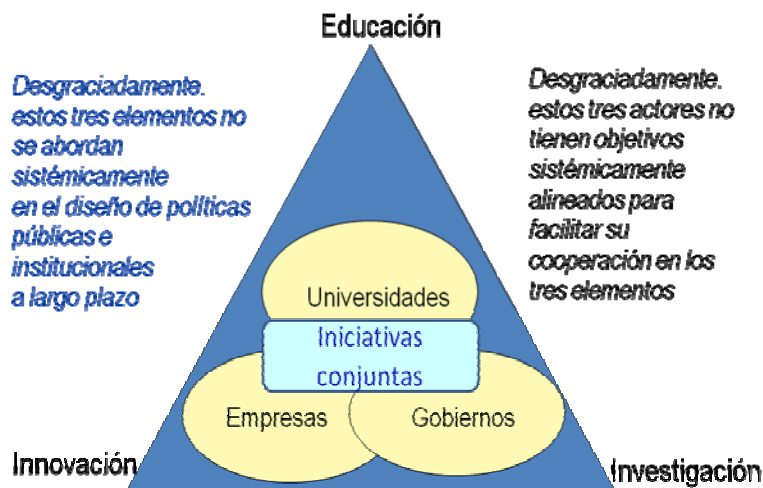 Educación
Desgraciadamente.
estos tres elementos no
se abordan
sistémicamente
en el diseño de políticas
públicas e
institucionales
a largo plazo
Desgraciadamente.
estos tres actores no
tienen objetivos
sistémicamente
alineados para
facilitar su
cooperación en los
tres elementos
Universidades
Iniciativas
conjuntas
Empresas
Gobiernos
Innovación
Investigación